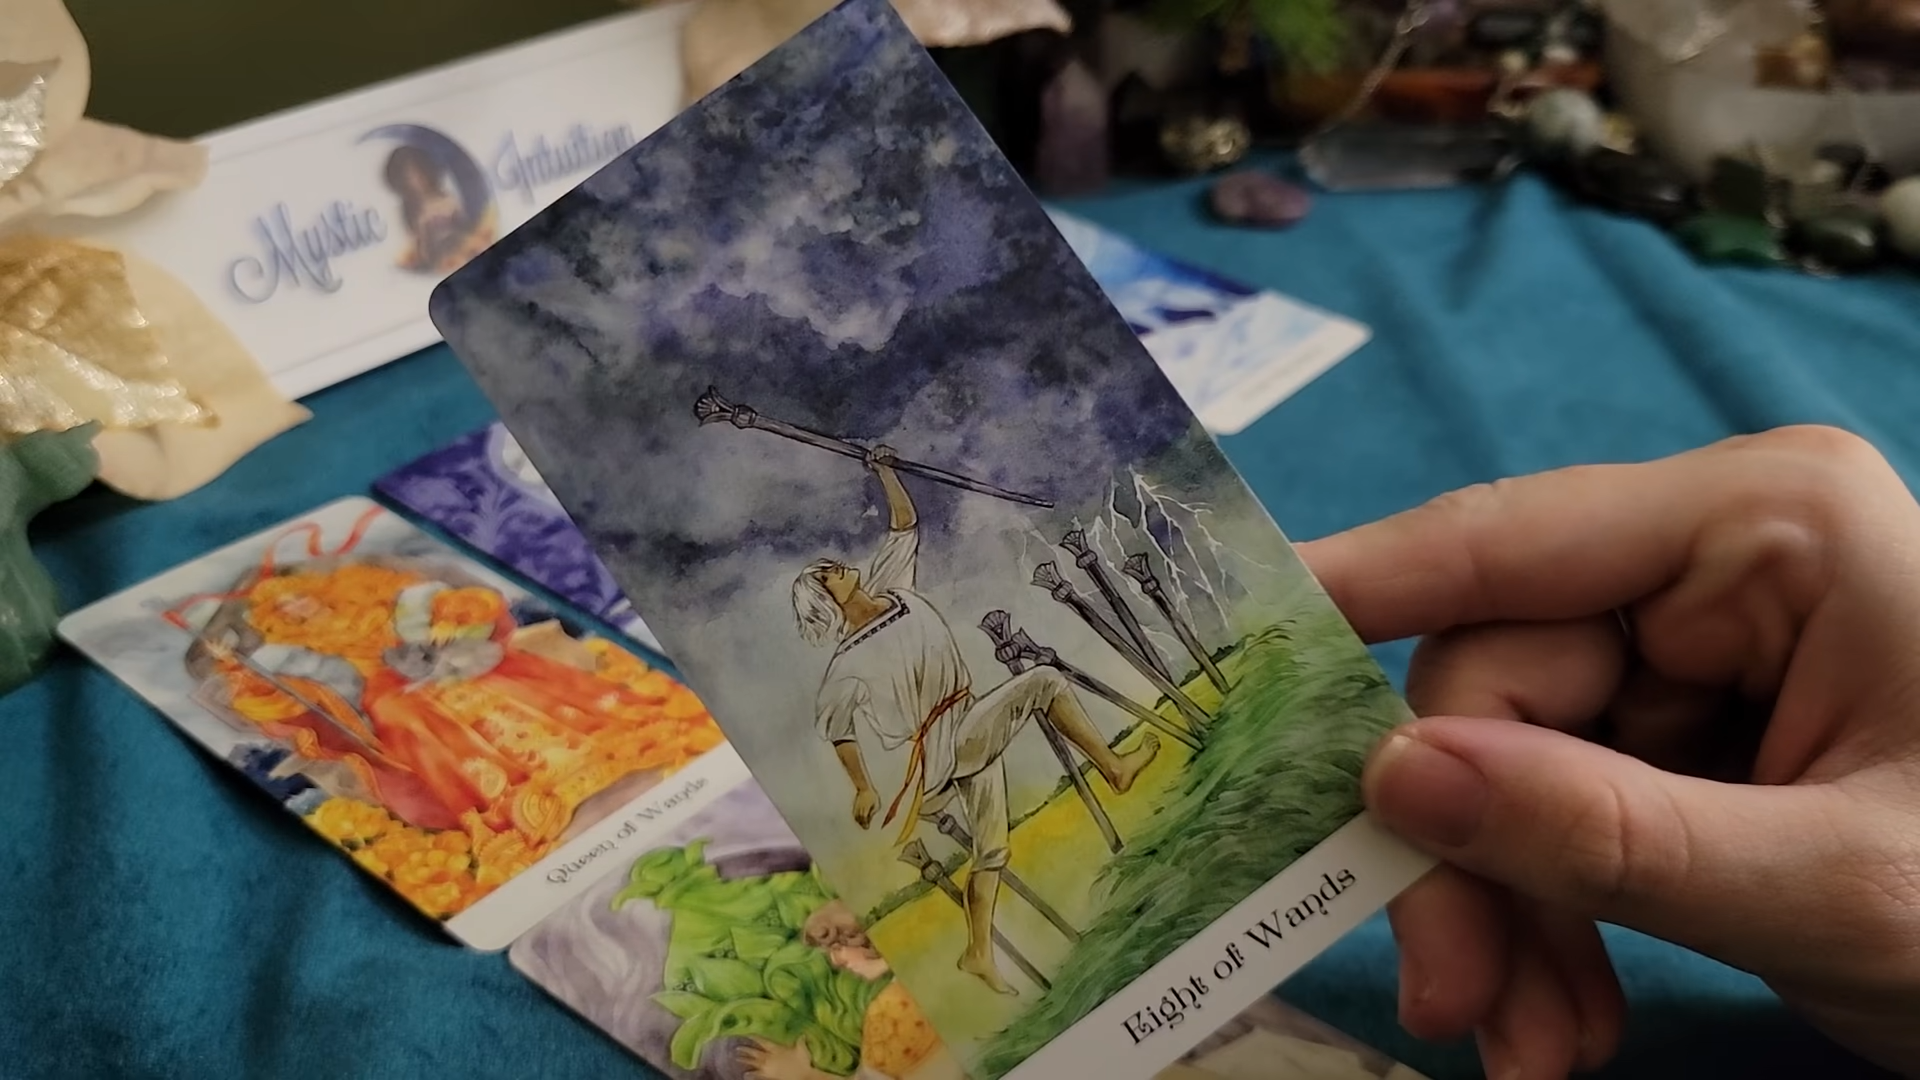 Mystic Intuition
Queen of Wands
Eight of Wands